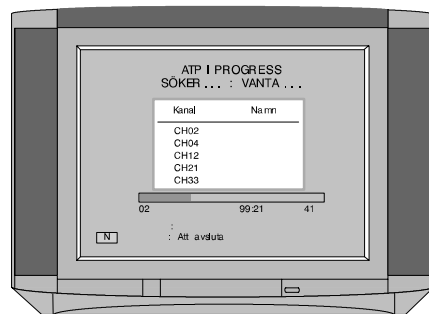 ATP I PROGRESS
SÖKER... : VANTA...
Kanal Namn
CH02
CH04
CH12
CH21
CH33
02 99:21 41
:
N : Att avsluta